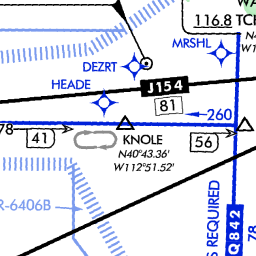 WA
116.8 TCH
N4
W1
MRSHL
DEZRT
HEADE
J154
81
260
78
41
56
KNOLE
N40°43.36'
W112°51.52'
R-6406B
S REQUIRED
Q842
78